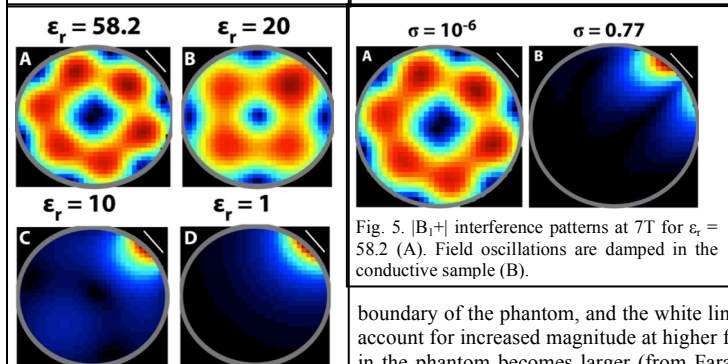 εr = 58.2
εr = 20
A
B
εr = 10
εr = 1
C
D
σ = 10-6
σ = 0.77
A
B
Fig. 5. |B1+| interference patterns at 7T for εr =
58.2 (A). Field oscillations are damped in the
conductive sample (B).
boundary of the phantom, and the white lin
account for increased magnitude at higher f
in the phantom becomes larger (from Fara